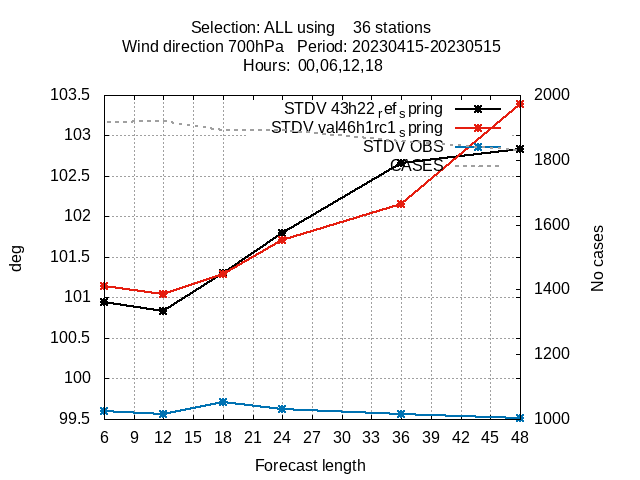 Selection: ALL using    36 stations
Wind direction 700hPa   Period: 20230415-20230515
Hours: 00,06,12,18
STDV 43h22refspring
STDV val46h1rc1spring
STDV OBS
CASES
103.5
103
102.5
102
101.5
101
100.5
100
99.5
deg
2000
1800
1600
1400
1200
1000
No cases
6 9 12 15 18 21 24 27 30 33 36 39 42 45 48
Forecast length